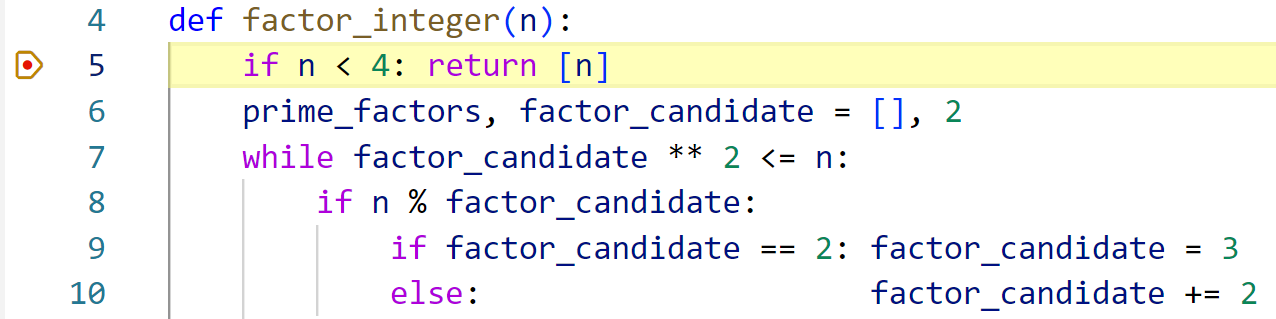 4 def factor_integer(n):
5 if n < 4: return [n]
6 prime_factors, factor_candidate = [], 2
7 while factor_candidate ** 2 <= n:
8 if n % factor_candidate:
9 if factor_candidate == 2: factor_candidate = 3
10 else: factor_candidate += 2